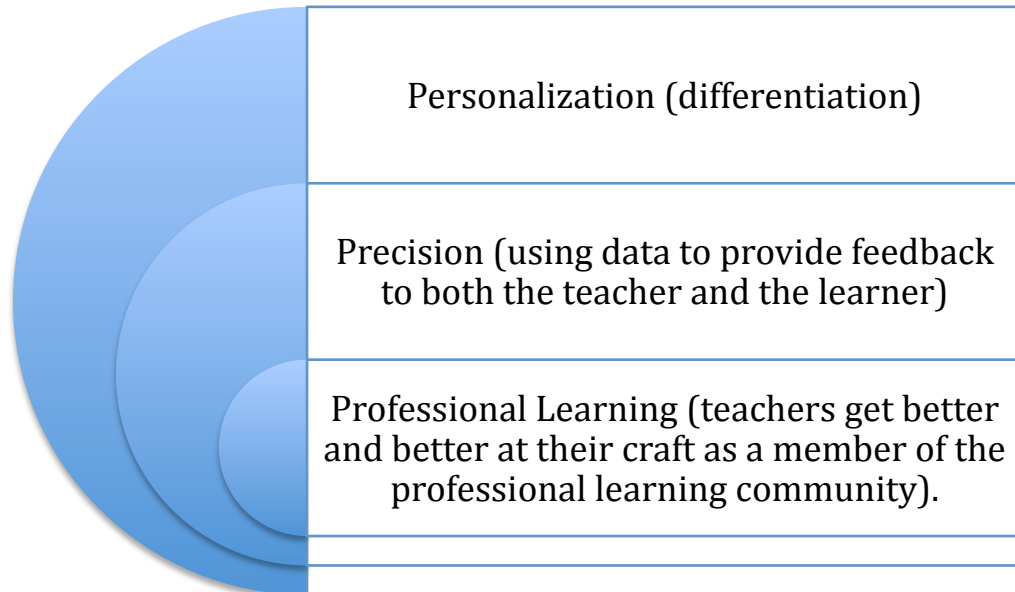 Personalization (differentiation)
Precision (using data to provide feedback
to both the teacher and the learner)
Professional Learning (teachers get better
and better at their craft as a member of the
professional learning community).